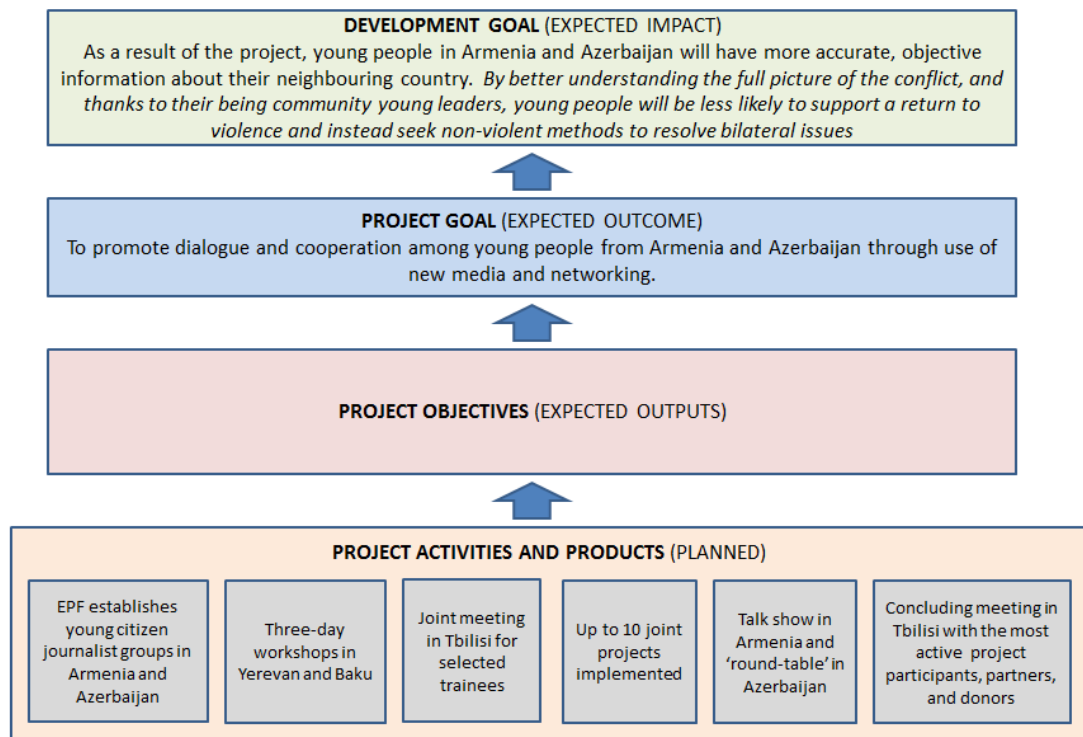 DEVELOPMENT GOAL (EXPECTED IMPACT)
As a result of the project, young people in Armenia and Azerbaijan will have more accurate, objective
information about their neighbouring country. By better understanding the full picture of the conflict, and
thanks to their being community young leaders, young people will be less likely to support a return to
violence and instead seek non-violent methods to resolve bilateral issues
PROJECT GOAL (EXPECTED OUTCOME)
To promote dialogue and cooperation among young people from Armenia and Azerbaijan through use of
new media and networking.
PROJECT OBJECTIVES (EXPECTED OUTPUTS)
PROJECT ACTIVITIES AND PRODUCTS (PLANNED)
EPF establishes
young citizen
journalist groups in
Armenia and
Azerbaijan
Three-day
workshops in
Yerevan and Baku
Joint meeting
in Tbilisi for
selected
trainees
Up to 10 joint
projects
implemented
Talk show in
Armenia and
‘round-table’ in
Azerbaijan
Concluding meeting in
Tbilisi with the most
active project
participants, partners,
and donors